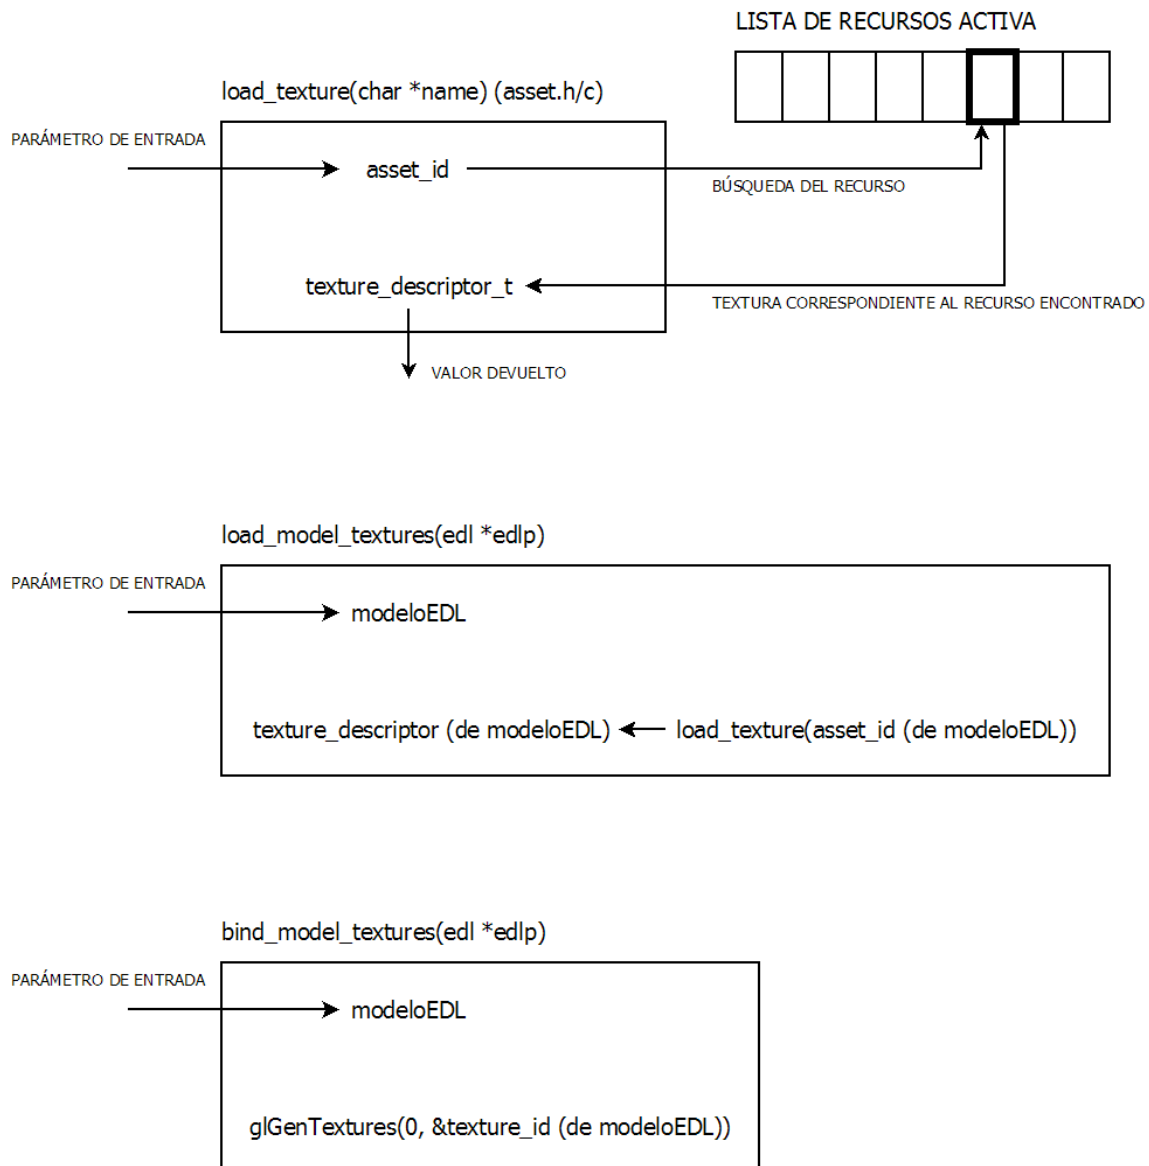 LISTA DE RECURSOS ACTIVA
load_texture(char *name) (asset.h/c)
PARÁMETRO DE ENTRADA
asset_id
BÚSQUEDA DEL RECURSO
texture_descriptor_t
TEXTURA CORRESPONDIENTE AL RECURSO ENCONTRADO
VALOR DEVUELTO
load_model_textures(edl *edlp)
PARÁMETRO DE ENTRADA
modeloEDL
texture_descriptor (de modeloEDL) load_texture(asset_id (de modeloEDL))
bind_model_textures(edl *edlp)
PARÁMETRO DE ENTRADA
modeloEDL
glGenTextures(0, &texture_id (de modeloEDL))